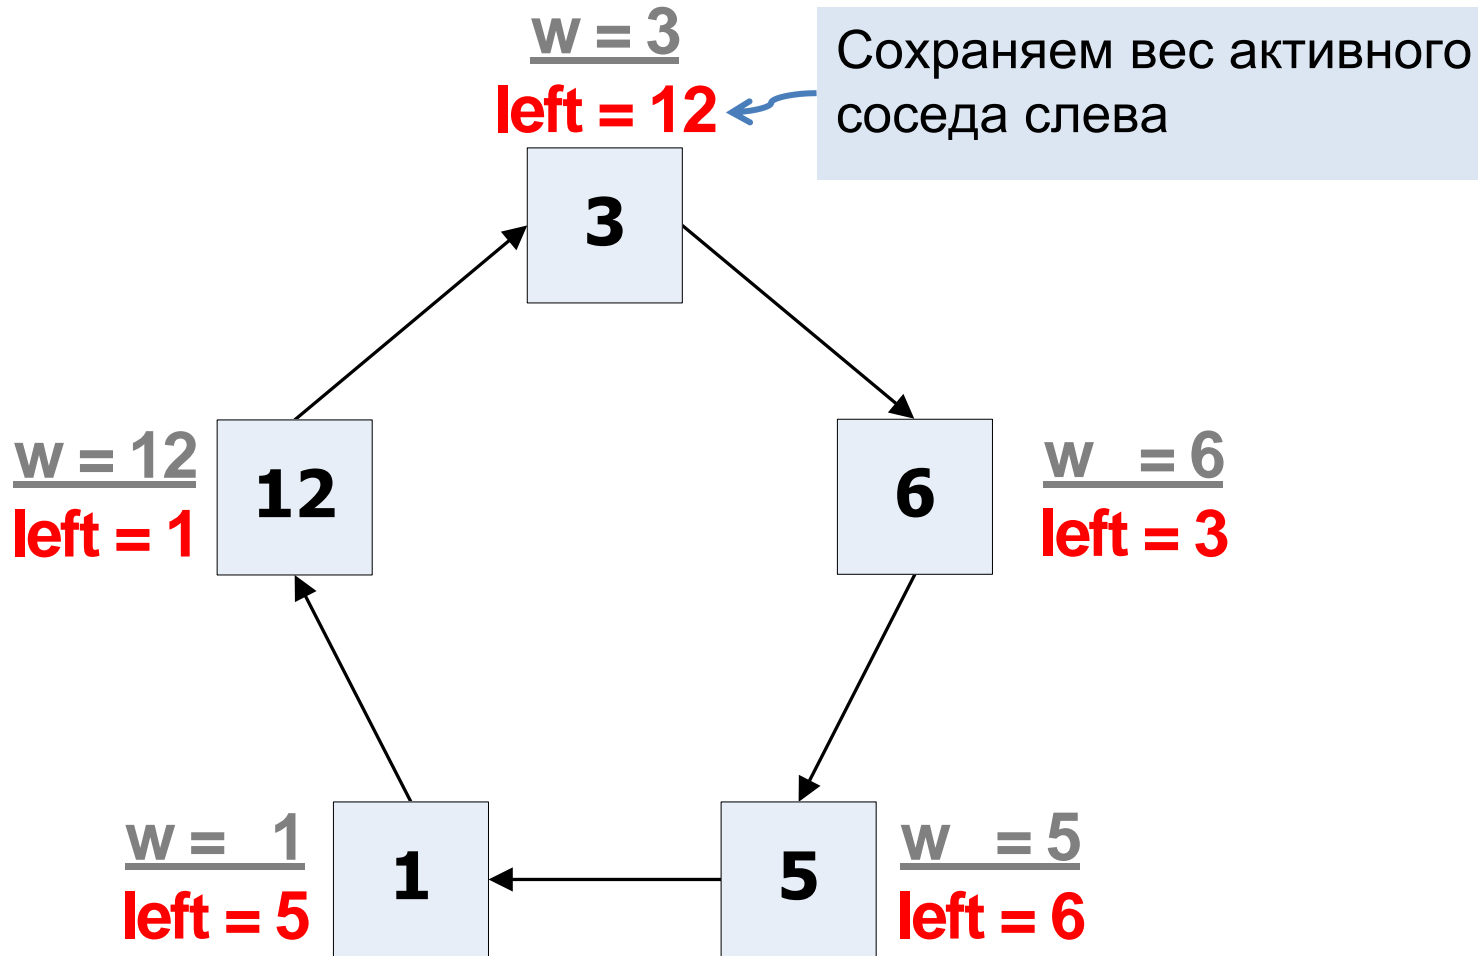 w = 3
left = 12
Сохраняем вес активного
соседа слева
3
w = 12
left = 1
12
6
w = 6
left = 3
w = 1
left = 5
1
5
w = 5
left = 6